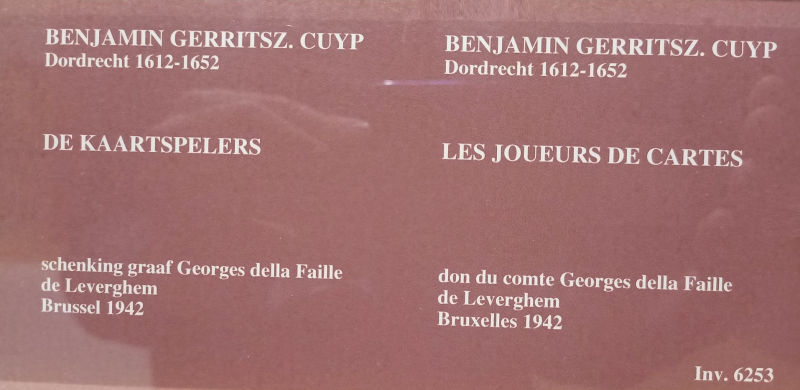 BENJAMIN GERRITSZ. CUYP
Dordrecht 1612-1652
DE KAARTSPELERS
schenking graaf Georges della Faille
de Leverghem
Brussel 1942
BENJAMIN GERRITSZ. CUYP
Dordrecht 1612-1652
LES JOUEURS DE CARTES
don du comte Georges della Faille
de Leverghem
Bruxelles 1942
Inv. 6253